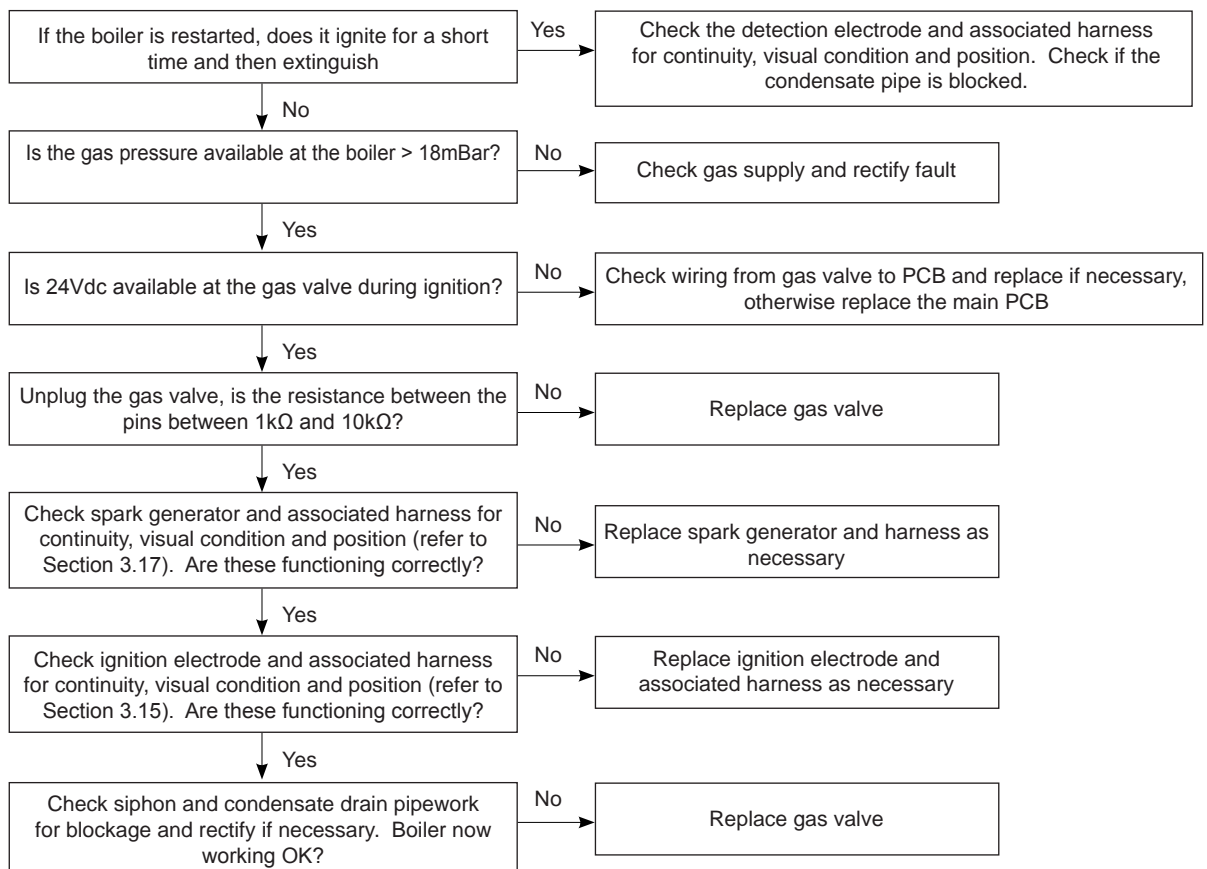 If the boiler is restarted, does it ignite for a short
time and then extinguish
Yes
Check the detection electrode and associated harness
for continuity, visual condition and position.  Check if the
condensate pipe is blocked.
No
Is the gas pressure available at the boiler > 18mBar?
No
Check gas supply and rectify fault
Yes
Is 24Vdc available at the gas valve during ignition?
No
Check wiring from gas valve to PCB and replace if necessary,
otherwise replace the main PCB
Yes
Unplug the gas valve, is the resistance between the
pins between 1kΩ and 10kΩ?
No
Replace gas valve
Yes
Check spark generator and associated harness for
continuity, visual condition and position (refer to
Section 3.17).  Are these functioning correctly?
No
Replace spark generator and harness as
necessary
Yes
Check ignition electrode and associated harness
for continuity, visual condition and position (refer to
Section 3.15).  Are these functioning correctly?
No
Replace ignition electrode and
associated harness as necessary
Yes
Check siphon and condensate drain pipework
for blockage and rectify if necessary.  Boiler now
working OK?
No
Replace gas valve